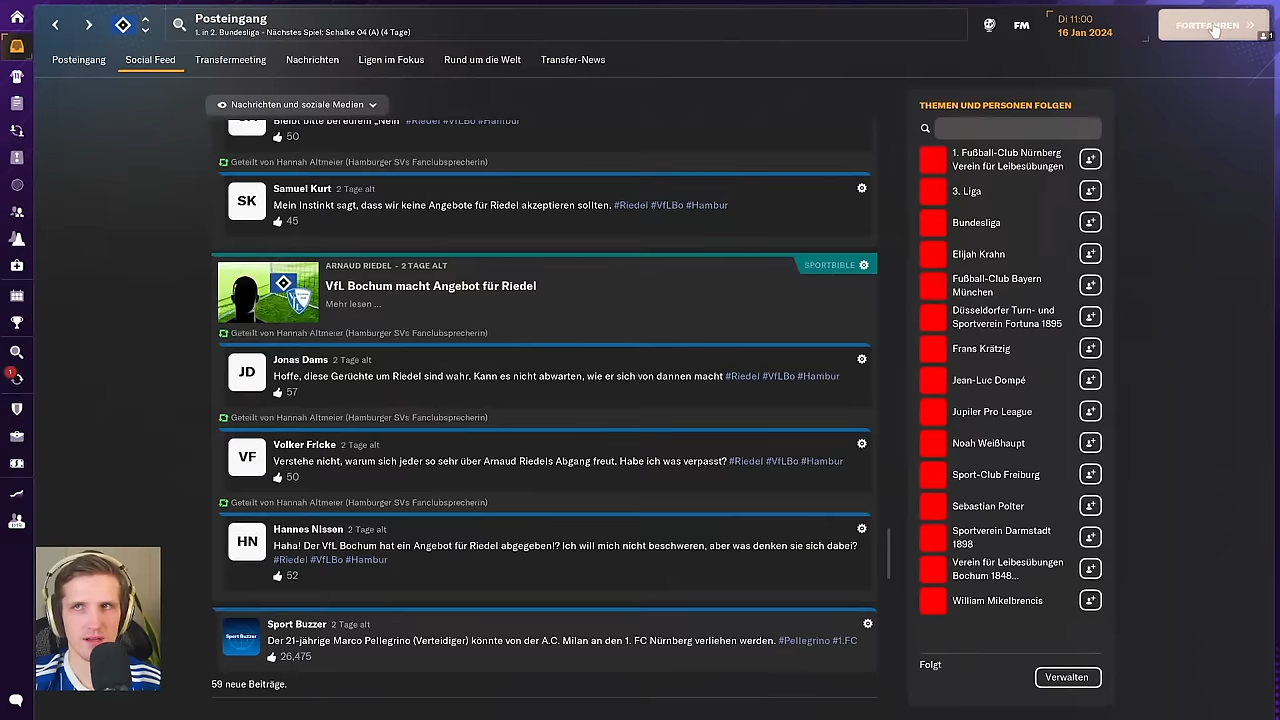 Posteingang
1. in 2. Bundesliga - Nächstes Spiel: Schalke 04 (A) (4 Tage)
FM
Di 11:00
16 Jan 2024
FORTFAHREN
1
Posteingang
Social Feed
Transfermeeting
Nachrichten
Ligen im Fokus
Rund um die Welt
Transfer-News
Nachrichten und soziale Medien
Bleibt bitte bei eurem „Nein“ #Riedel #VfLBo #Hambur
50
Geteilt von Hannah Altmeier (Hamburger SVs Fanclubsprecherin)
SK
Samuel Kurt 2 Tage alt
Mein Instinkt sagt, dass wir keine Angebote für Riedel akzeptieren sollten. #Riedel #VfLBo #Hambur
45
ARNAUD RIEDEL - 2 TAGE ALT
SPORTBIBLE
VfL Bochum macht Angebot für Riedel
Mehr lesen ...
Geteilt von Hannah Altmeier (Hamburger SVs Fanclubsprecherin)
JD
Jonas Dams 2 Tage alt
Hoffe, diese Gerüchte um Riedel sind wahr. Kann es nicht abwarten, wie er sich von dannen macht #Riedel #VfLBo #Hambur
57
Geteilt von Hannah Altmeier (Hamburger SVs Fanclubsprecherin)
VF
Volker Fricke 2 Tage alt
Verstehe nicht, warum sich jeder so sehr über Arnaud Riedels Abgang freut. Habe ich was verpasst? #Riedel #VfLBo #Hambur
50
Geteilt von Hannah Altmeier (Hamburger SVs Fanclubsprecherin)
HN
Hannes Nissen 2 Tage alt
Haha! Der VfL Bochum hat ein Angebot für Riedel abgegeben!? Ich will mich nicht beschweren, aber was denken sie sich dabei?
#Riedel #VfLBo #Hambur
52
Sport Buzzer
Sport Buzzer 2 Tage alt
Der 21-jährige Marco Pellegrino (Verteidiger) könnte von der A.C. Milan an den 1. FC Nürnberg verliehen werden. #Pellegrino #1.FC
26,475
59 neue Beiträge.
THEMEN UND PERSONEN FOLGEN
1. Fußball-Club Nürnberg
Verein für Leibesübungen
3. Liga
Bundesliga
Elijah Krahn
Fußball-Club Bayern
München
Düsseldorfer Turn- und
Sportverein Fortuna 1895
Frans Krätzig
Jean-Luc Dompé
Jupiler Pro League
Noah Weißhaupt
Sport-Club Freiburg
Sebastian Polter
Sportverein Darmstadt
1898
Verein für Leibesübungen
Bochum 1848...
William Mikelbrencis
Folgt
Verwalten
1